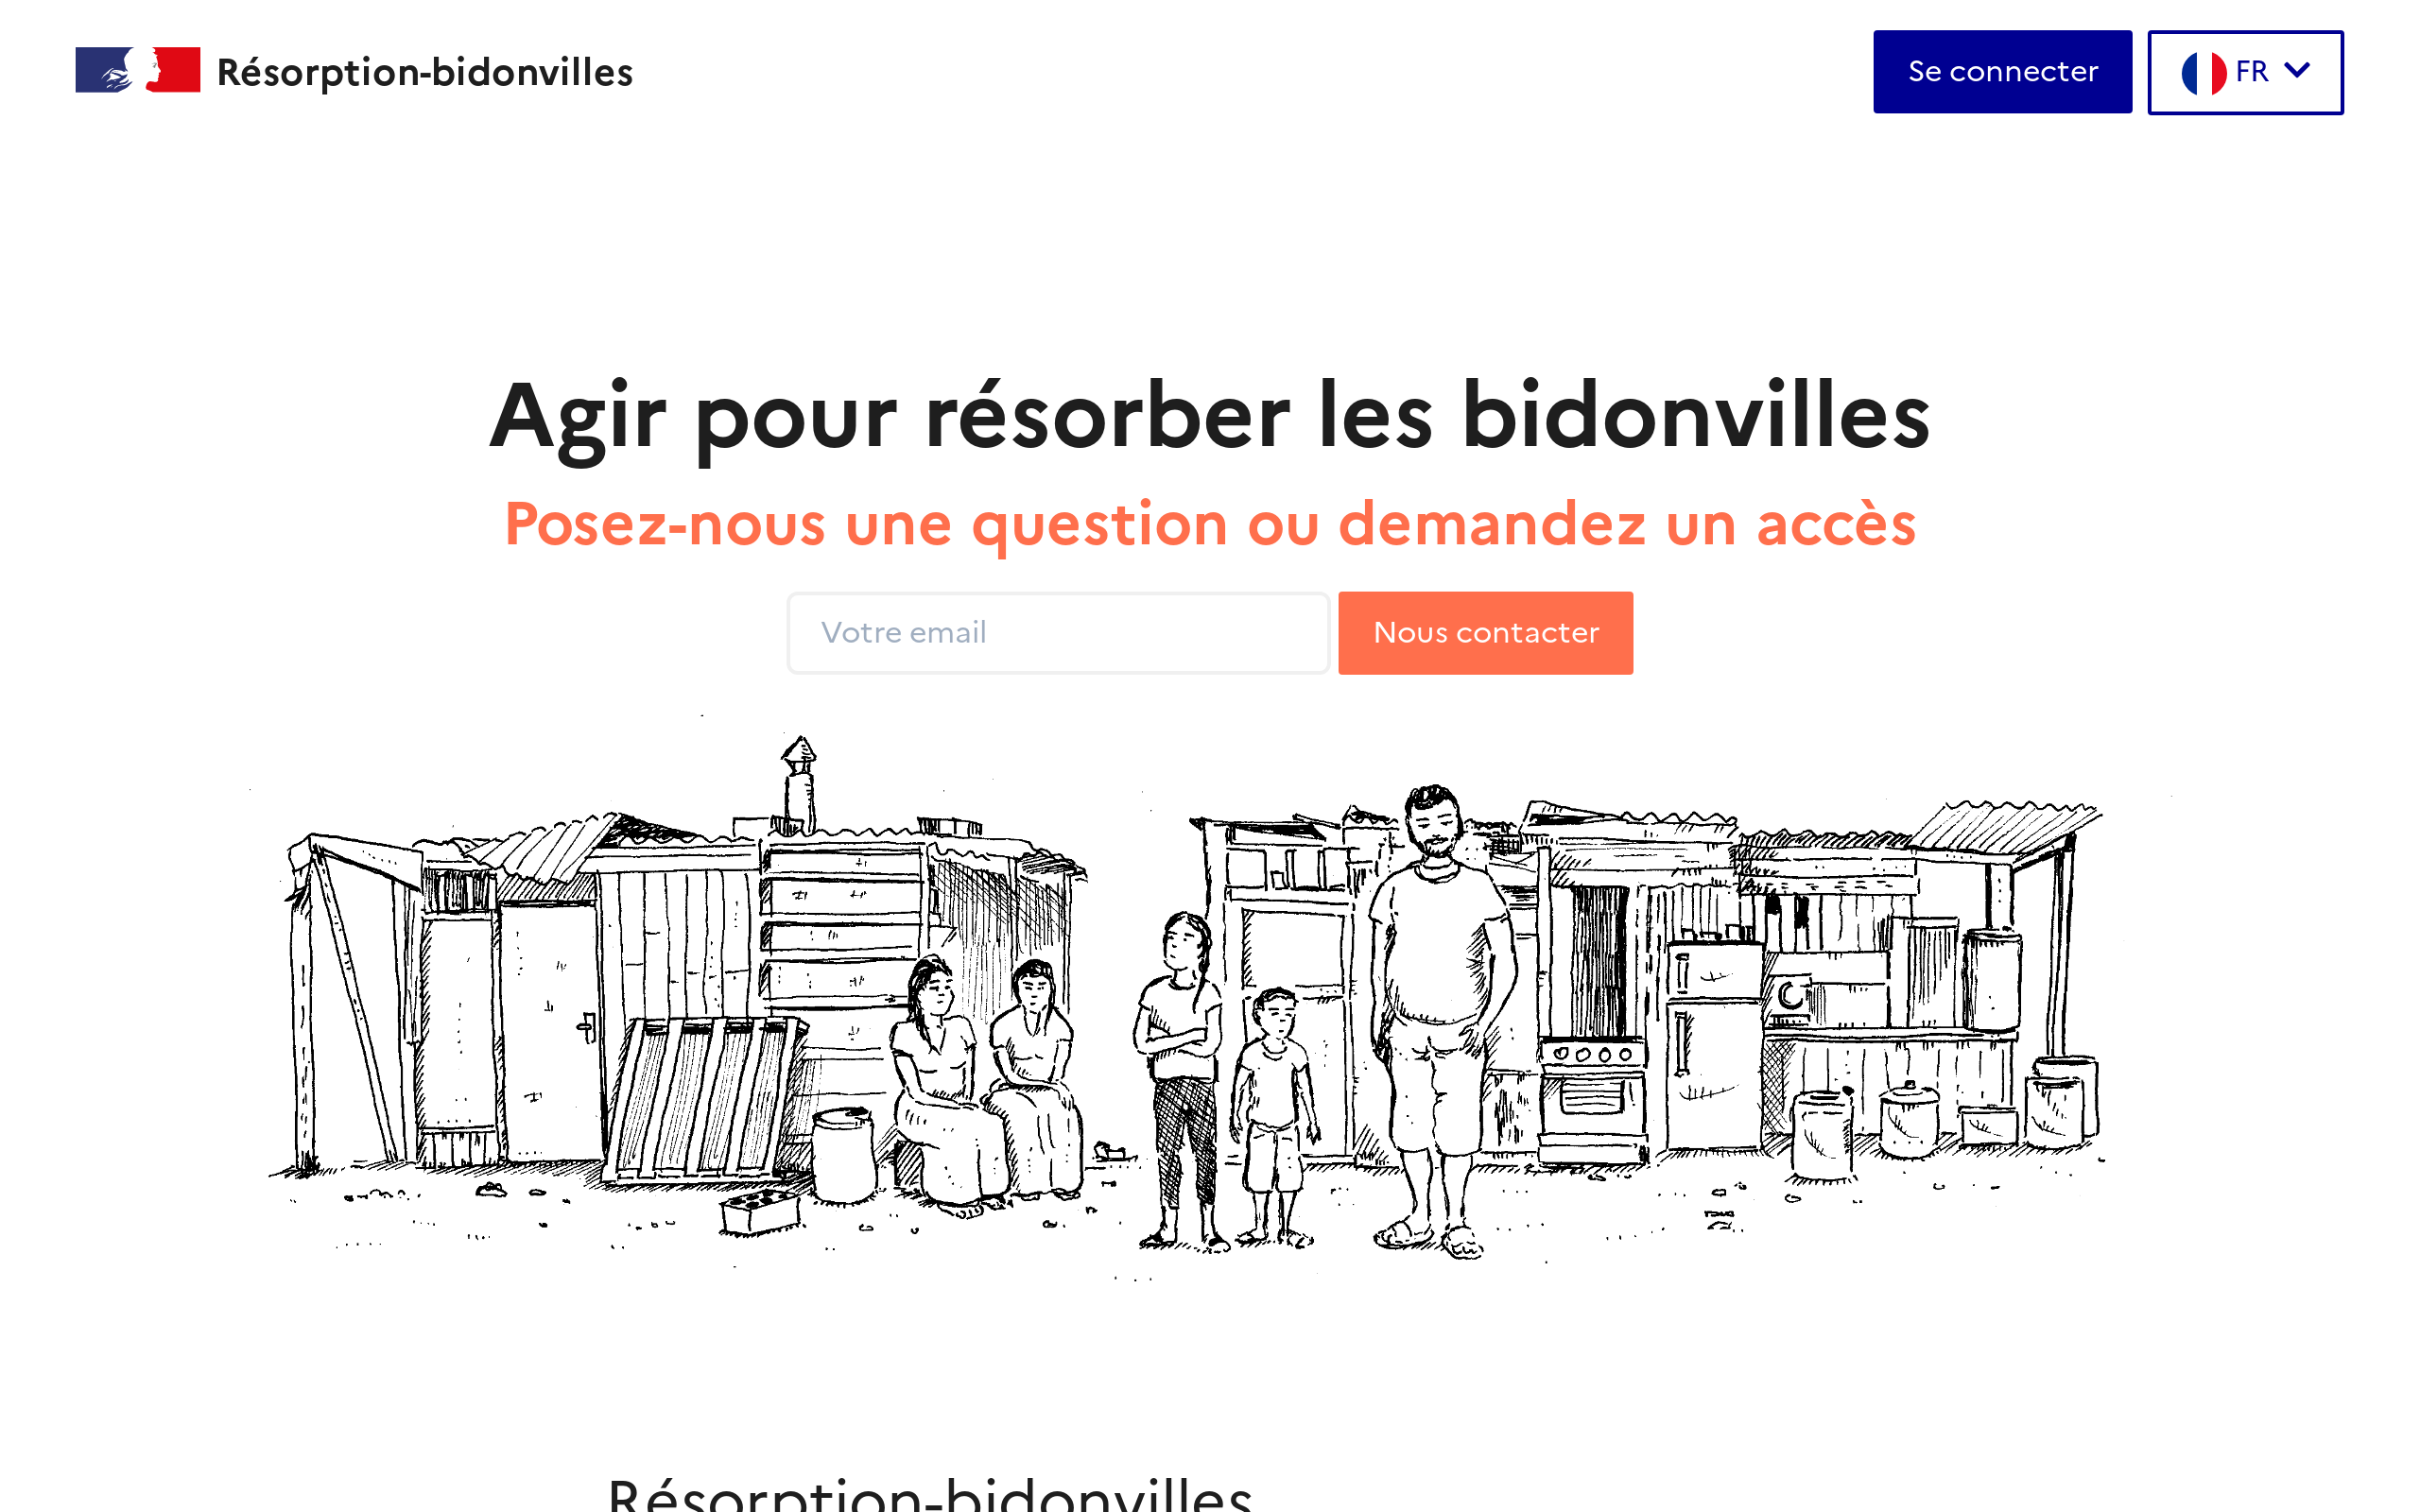 Résorption-bidonvilles
Se connecter
FR
Agir pour résorber les bidonvilles
Posez-nous une question ou demandez un accès
Votre email
Nous contacter
Résorption-bidonvilles